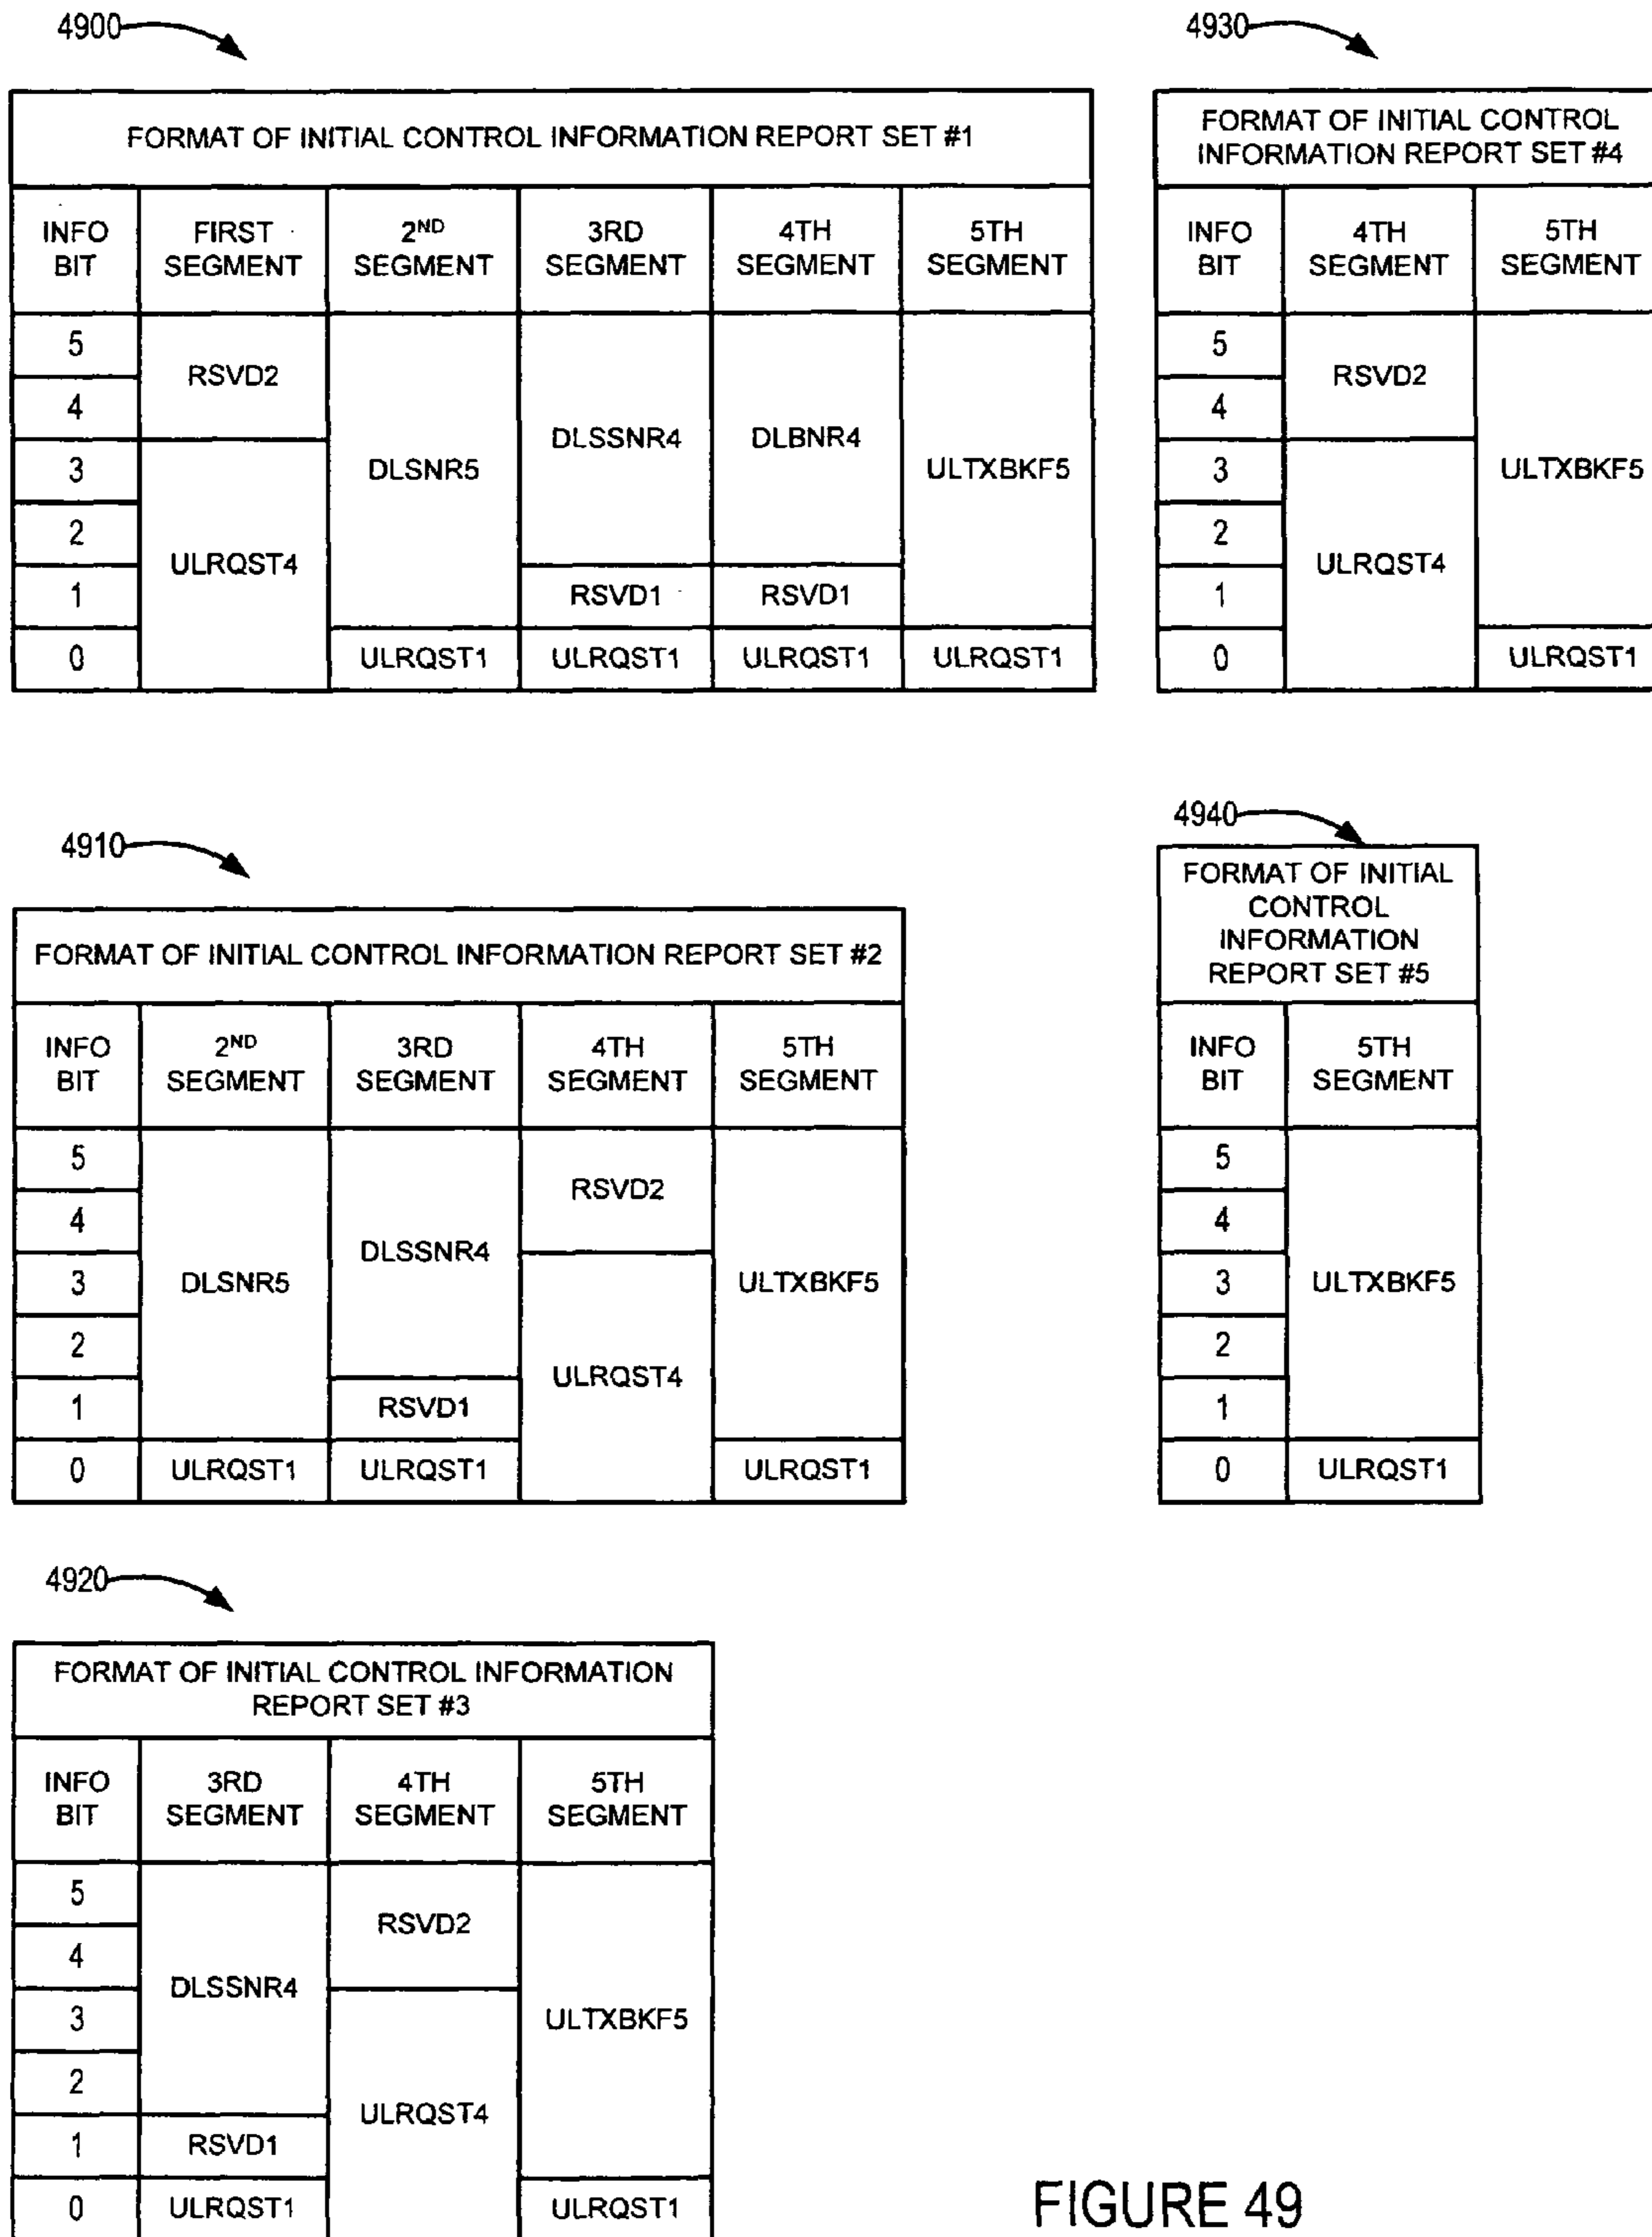 4900
FORMAT OF INITIAL CONTROL INFORMATION REPORT SET #1
INFO BIT FIRST SEGMENT 2ND SEGMENT 3RD SEGMENT 4TH SEGMENT 5TH SEGMENT
5
RSVD2
4
DLSSNR4 DLBNR4
3
DLSNR5 ULTXBKF5
2
ULRQST4
1 RSVD1 RSVD1
0 ULRQST1 ULRQST1 ULRQST1 ULRQST1
4930
FORMAT OF INITIAL CONTROL
INFORMATION REPORT SET #4
INFO BIT 4TH SEGMENT 5TH SEGMENT
5
RSVD2
4
3 ULTXBKF5
2
ULRQST4
1
0 ULRQST1
4910
FORMAT OF INITIAL CONTROL INFORMATION REPORT SET #2
INFO BIT 2ND SEGMENT 3RD SEGMENT 4TH SEGMENT 5TH SEGMENT
5
RSVD2
4
DLSSNR4
3 DLSNR5 ULTXBKF5
2
ULRQST4
1 RSVD1
0 ULRQST1 ULRQST1 ULRQST1
4940
FORMAT OF INITIAL
CONTROL
INFORMATION
REPORT SET #5
INFO BIT 5TH SEGMENT
5
4
3 ULTXBKF5
2
1
0 ULRQST1
4920
FORMAT OF INITIAL CONTROL INFORMATION
REPORT SET #3
INFO BIT 3RD SEGMENT 4TH SEGMENT 5TH SEGMENT
5
RSVD2
4
DLSSNR4
3 ULTXBKF5
2
ULRQST4
1 RSVD1
0 ULRQST1 ULRQST1
FIGURE 49